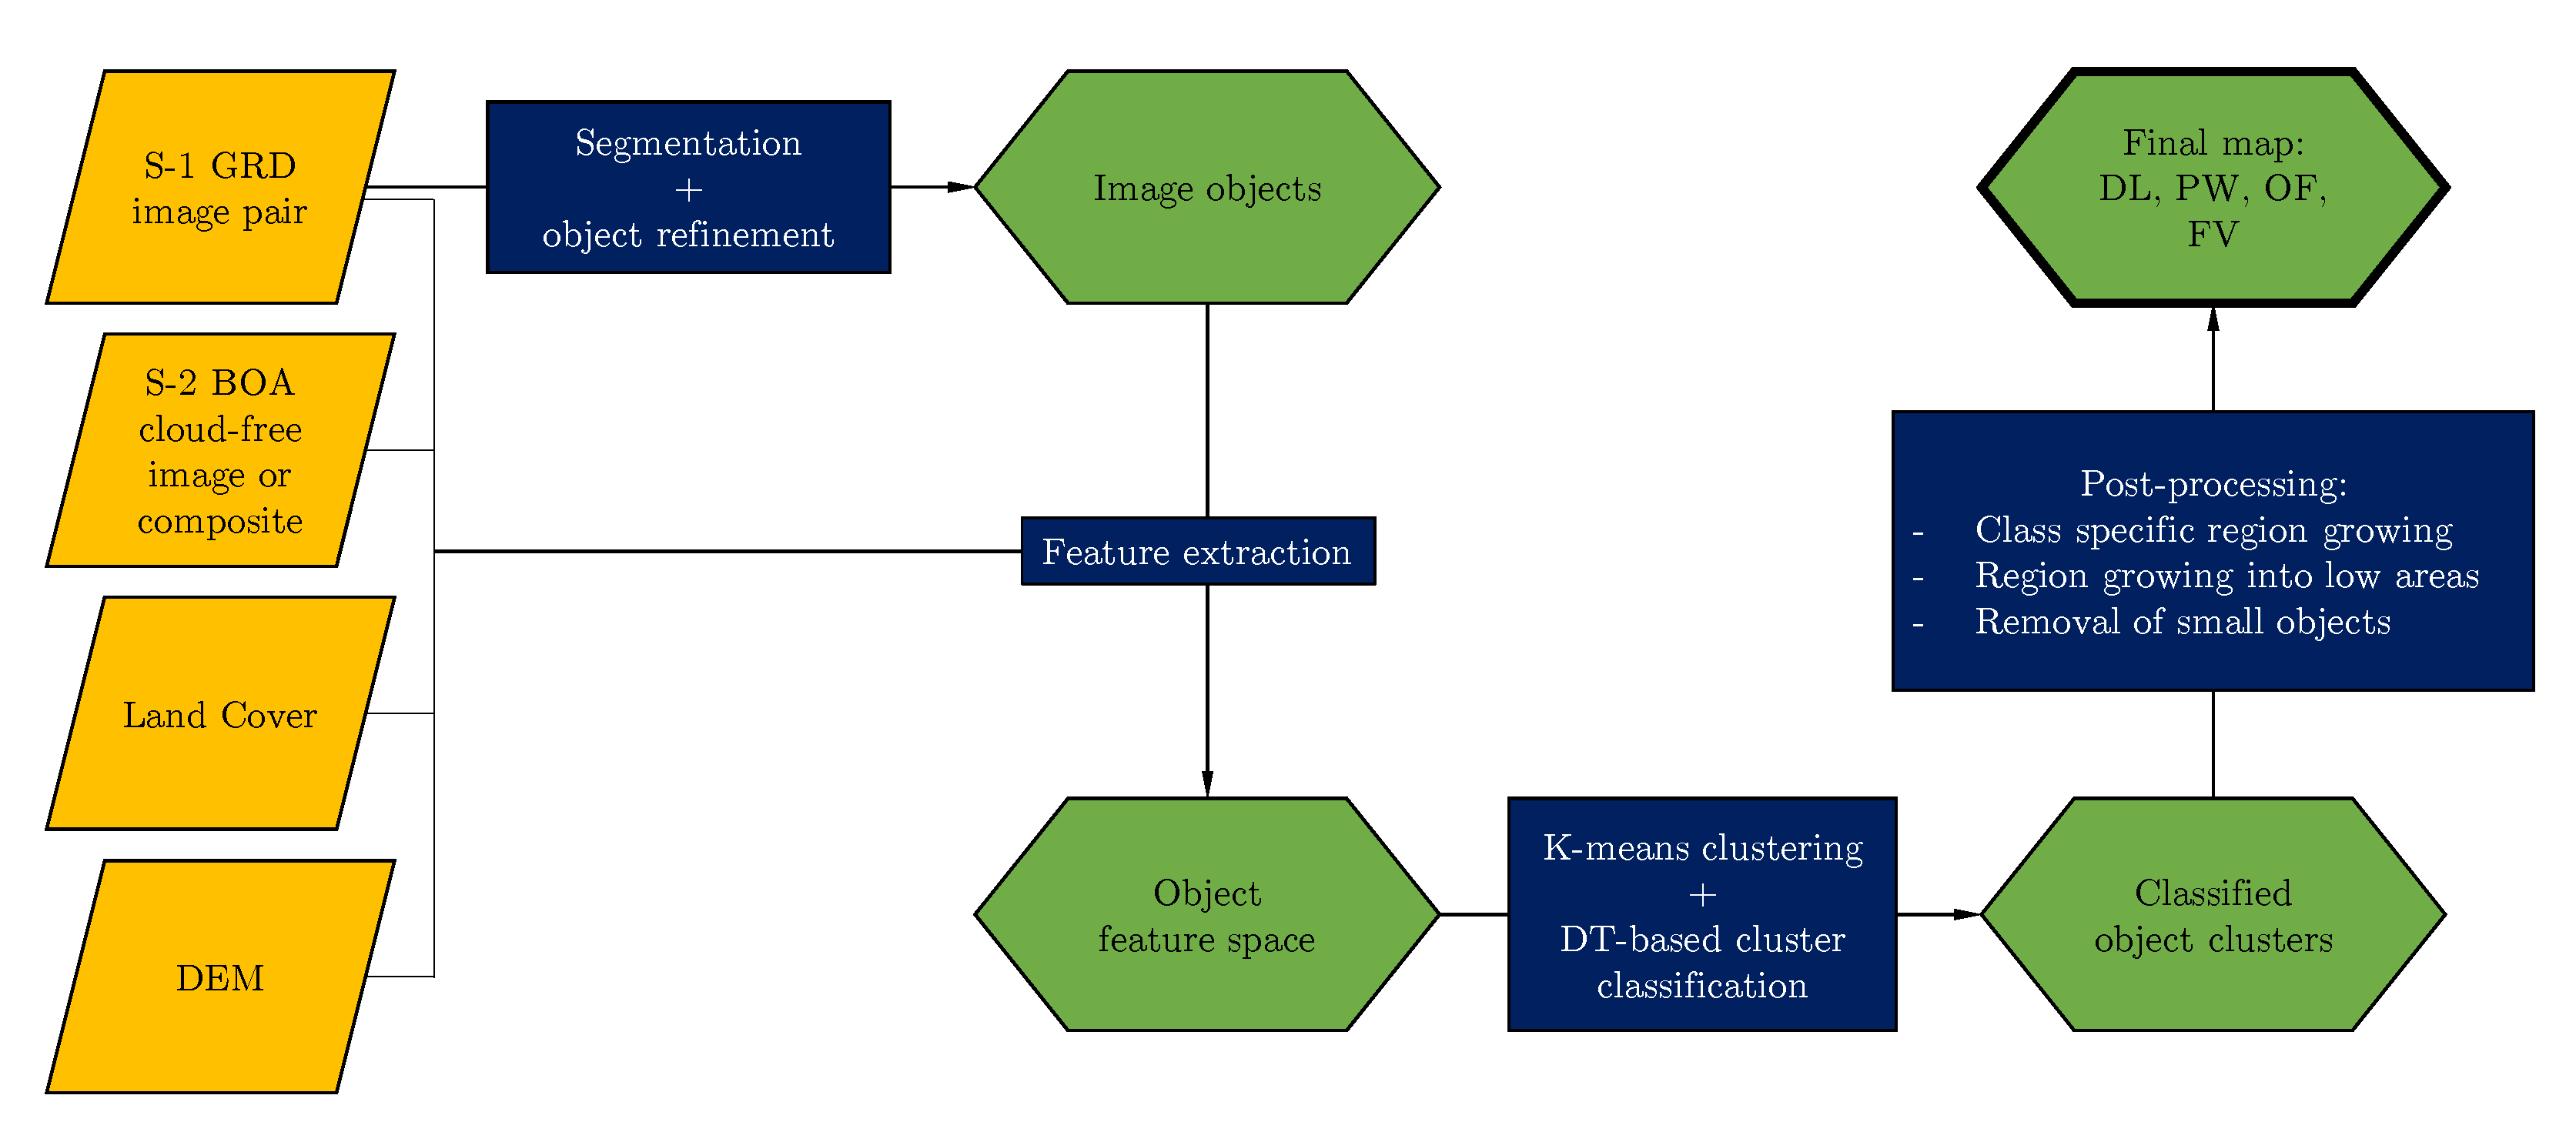 S-1 GRD
image pair
Segmentation
+
object refinement
Image objects
Final map:
DL, PW, OF,
FV
S-2 BOA
cloud-free
image or
composite
Feature extraction
Post-processing:
- Class specific region growing
- Region growing into low areas
- Removal of small objects
Land Cover
DEM
Object
feature space
K-means clustering
+
DT-based cluster
classification
Classified
object clusters